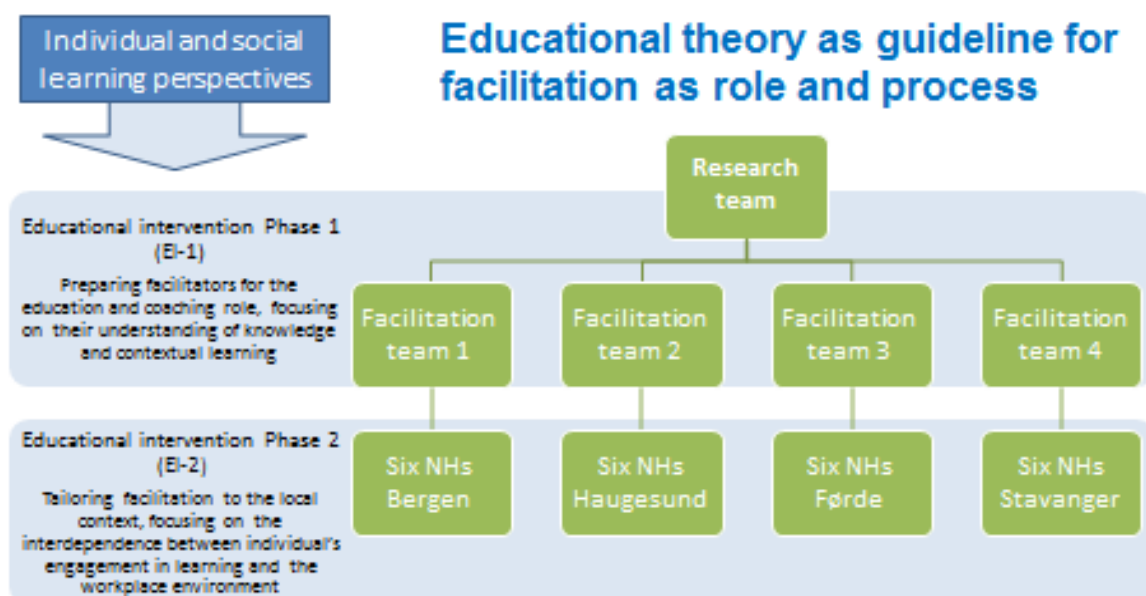 Individual and social
learning perspectives
Educational theory as guideline for
facilitation as role and process
Research
team
Educational intervention Phase 1
(EI-1)
Preparing facilitators for the
education and coaching role, focusing
on their understanding of knowledge
and contextual learning
Facilitation
team 1
Facilitation
team 2
Facilitation
team 3
Facilitation
team 4
Educational intervention Phase 2
(EI-2)
Tailoring facilitation to the local
context, focusing on the
interdependence between individual's
engagement in learning and the
workplace environment
Six NHs
Bergen
Six NHs
Haugesund
Six NHs
Førde
Six NHs
Stavanger